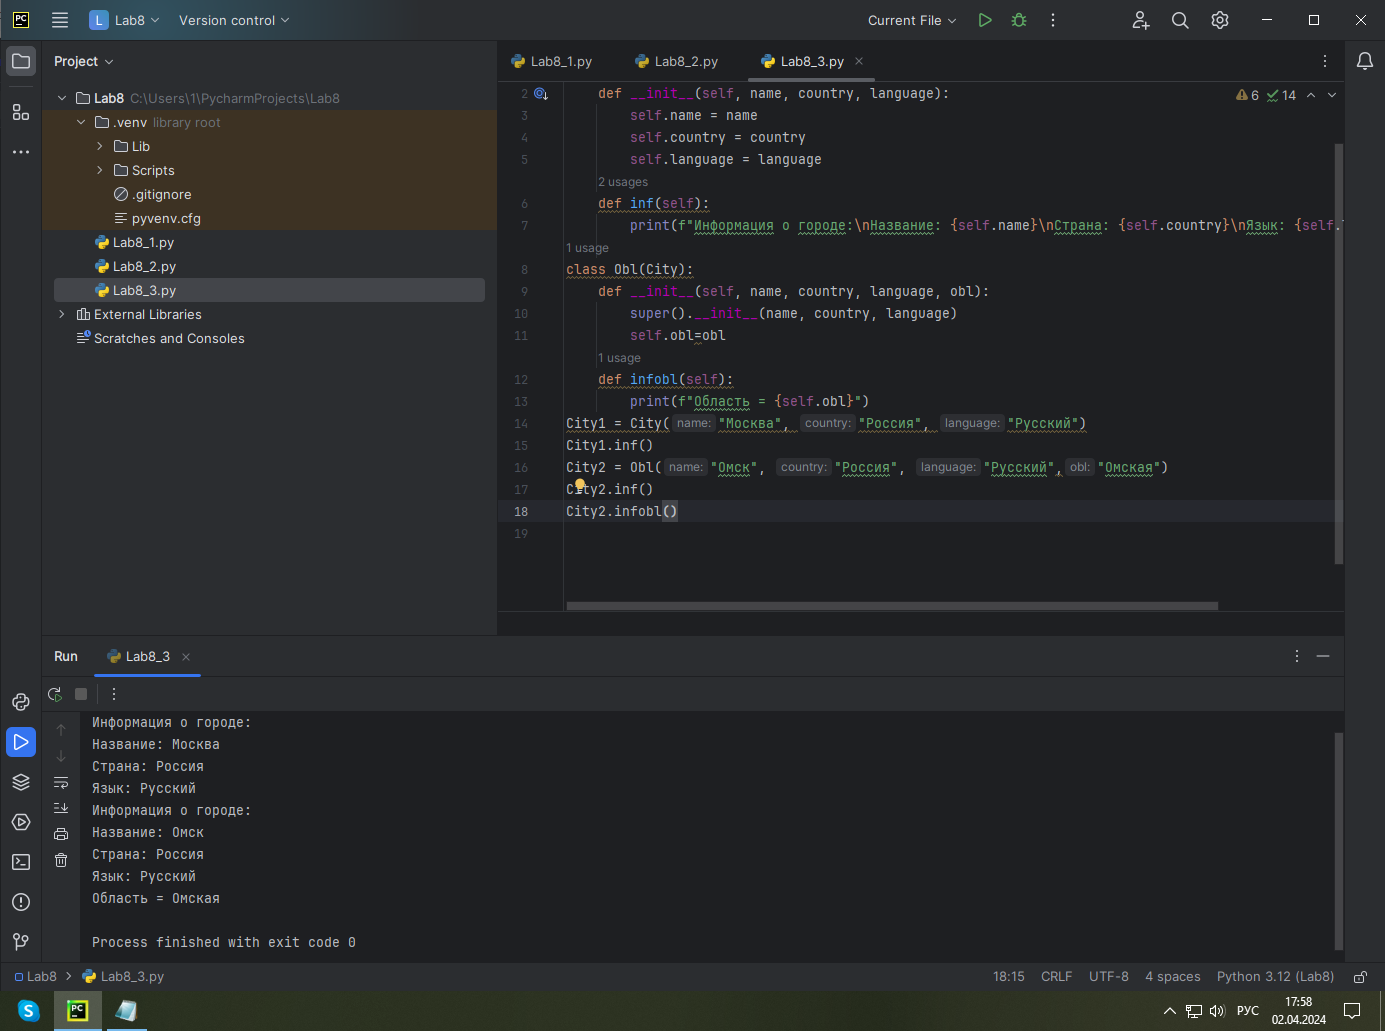 PC
L Lab8
Version control
Current File
Project
Lab8 C:\Users\1\PycharmProjects\Lab8
.venv library root
Lib
Scripts
.gitignore
pyvenv.cfg
Lab8_1.py
Lab8_2.py
Lab8_3.py
External Libraries
Scratches and Consoles
Lab8_1.py Lab8_2.py Lab8_3.py
6 14
2 def __init__(self, name, country, language):
3 self.name = name
4 self.country = country
5 self.language = language
2 usages
6 def inf(self):
7 print(f"Информация о городе:\nНазвание: {self.name}\nСтрана: {self.country}\nЯзык: {self.
1 usage
8 class Obl(City):
9 def __init__(self, name, country, language, obl):
10 super().__init__(name, country, language)
11 self.obl=obl
1 usage
12 def infobl(self):
13 print(f"Область = {self.obl}")
14 City1 = City( name: "Москва", country: "Россия", language: "Русский")
15 City1.inf()
16 City2 = Obl( name: "Омск", country: "Россия", language: "Русский", obl: "Омская")
17 City2.inf()
18 City2.infobl()
19
Run Lab8_3
Информация о городе:
Название: Москва
Страна: Россия
Язык: Русский
Информация о городе:
Название: Омск
Страна: Россия
Язык: Русский
Область = Омская
Process finished with exit code 0
Lab8 Lab8_3.py
18:15 CRLF UTF-8 4 spaces Python 3.12 (Lab8)
S
PC
РУС
17:58
02.04.2024